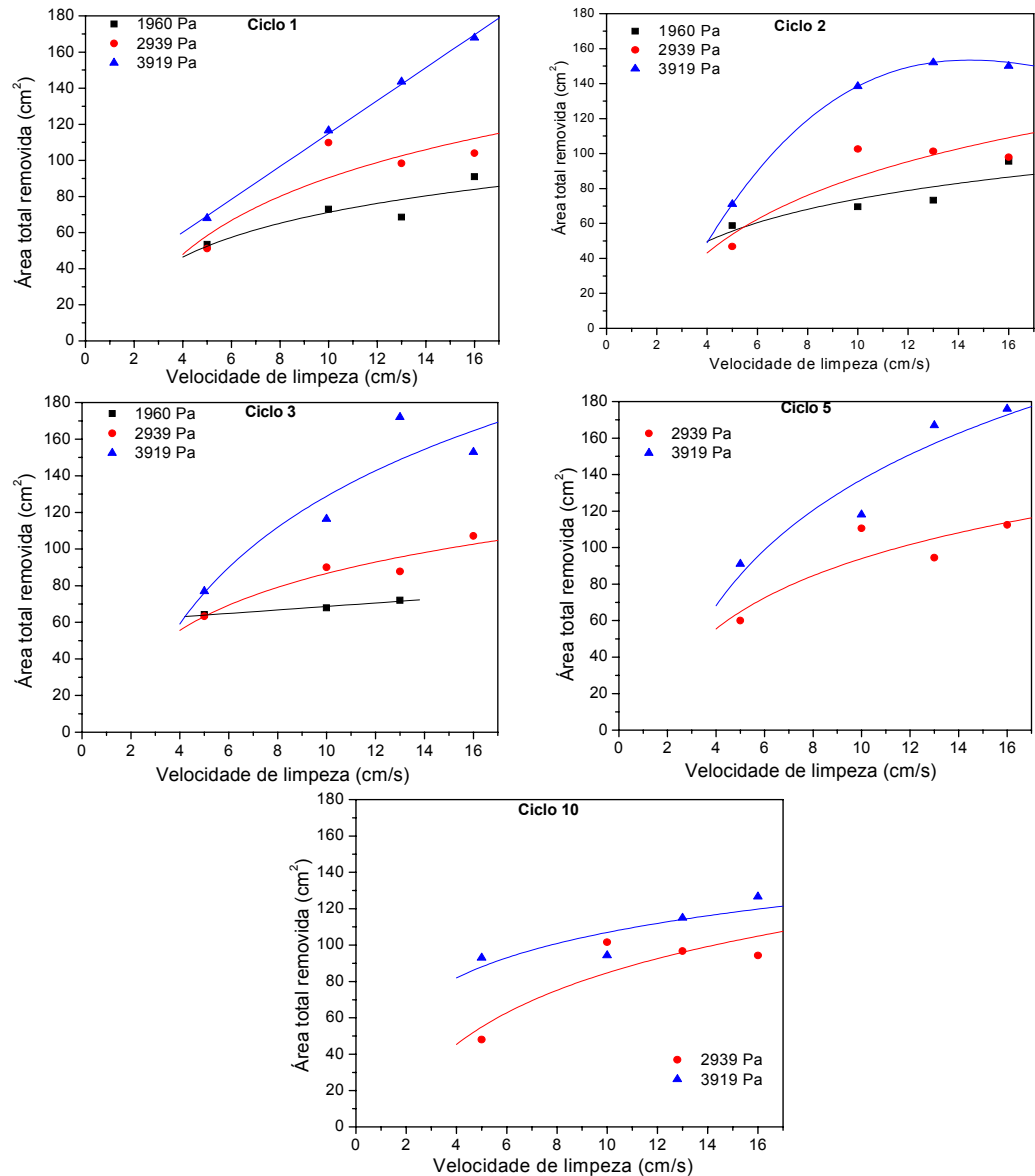 Ciclo 1
1960 Pa
2939 Pa
3919 Pa
180
160
140
120
100
80
60
40
20
0
0 2 4 6 8 10 12 14 16
Área total removida (cm²)
Velocidade de limpeza (cm/s)
Ciclo 2
1960 Pa
2939 Pa
3919 Pa
180
160
140
120
100
80
60
40
20
0
0 2 4 6 8 10 12 14 16
Área total removida (cm²)
Velocidade de limpeza (cm/s)
Ciclo 3
1960 Pa
2939 Pa
3919 Pa
180
160
140
120
100
80
60
40
20
0
0 2 4 6 8 10 12 14 16
Área total removida (cm²)
Velocidade de limpeza (cm/s)
Ciclo 5
2939 Pa
3919 Pa
180
160
140
120
100
80
60
40
20
0
0 2 4 6 8 10 12 14 16
Área total removida (cm²)
Velocidade de limpeza (cm/s)
Ciclo 10
180
160
140
120
100
80
60
40
20
0
2939 Pa
3919 Pa
0 2 4 6 8 10 12 14 16
Área total removida (cm²)
Velocidade de limpeza (cm/s)